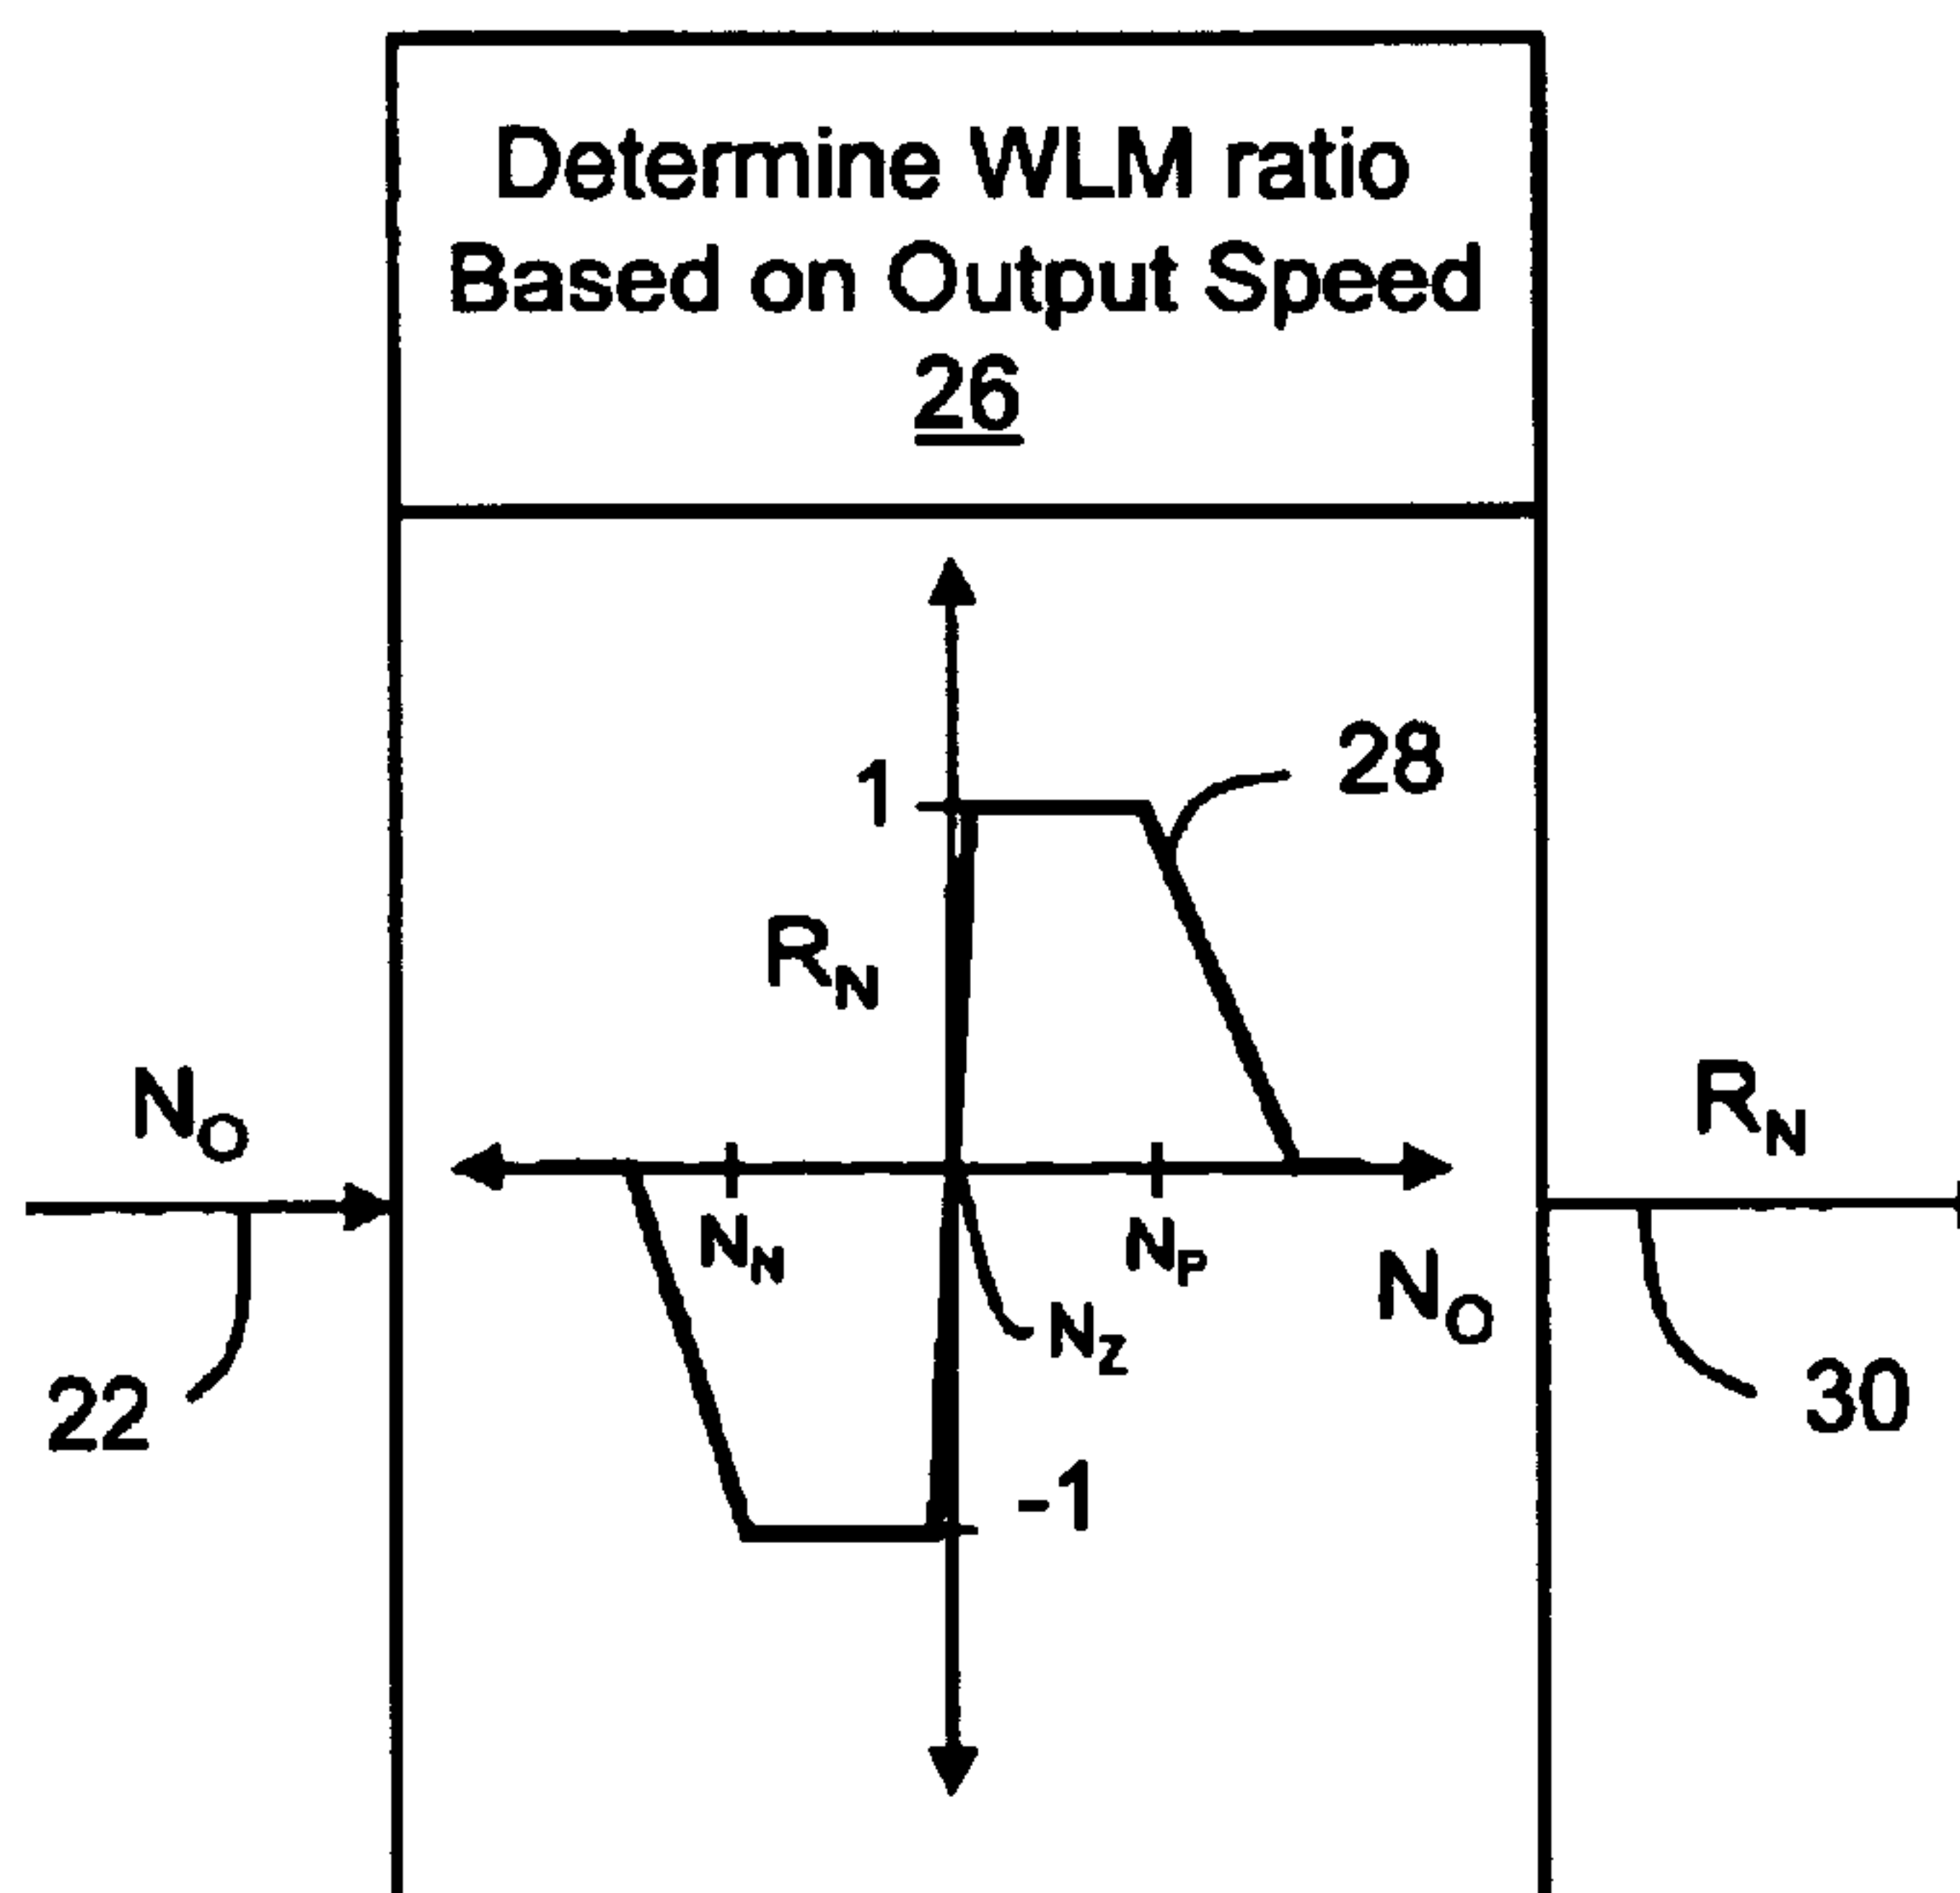 Determine WLM ratio
Based on Output Speed
26
28
1
R_N
N_O
22
N_N
N_P
N_O
N_Z
-1
R_N
30